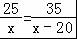 25/x = 35/(x − 20)